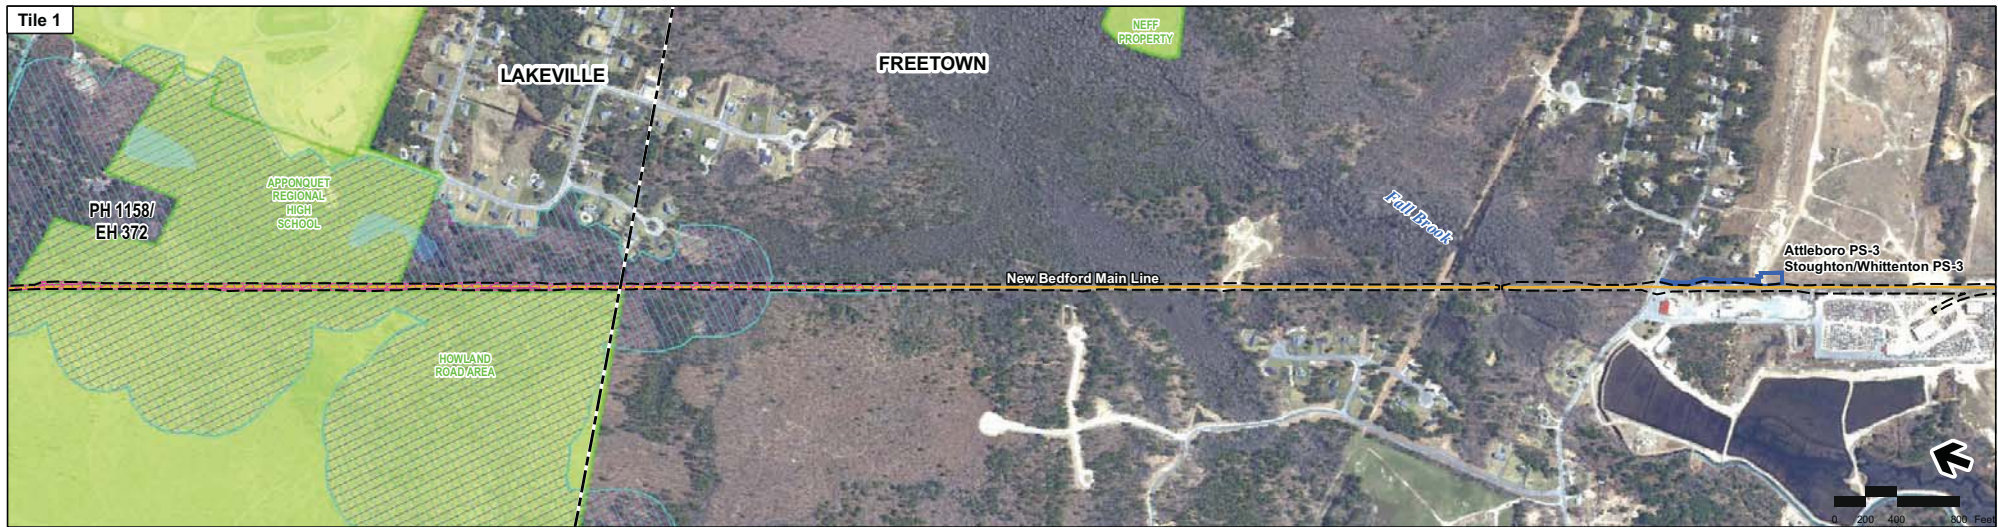 Tile 1
NEFF
PROPERTY
LAKEVILLE
FREETOWN
APPONQUET
REGIONAL
HIGH
SCHOOL
PH 1158/
EH 372
Fall Brook
Attleboro PS-3
Stoughton/Whittenton PS-3
New Bedford Main Line
HOWLAND
ROAD AREA
0 200 400 800 Feet